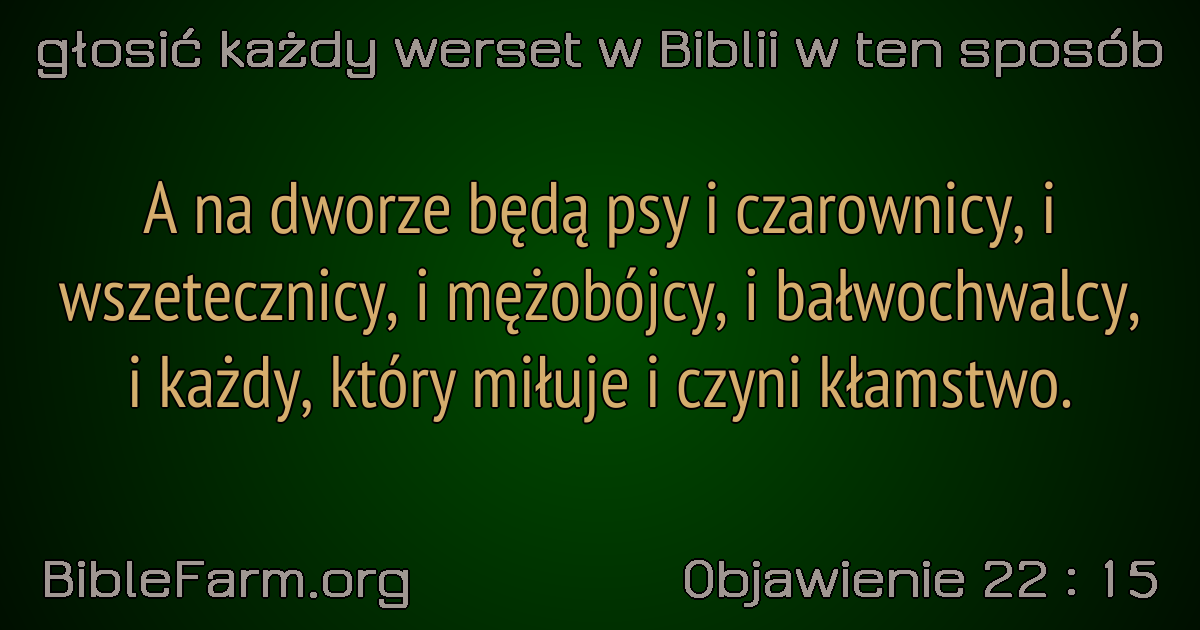 głosić każdy werset w Biblii w ten sposób
A na dworze będą psy i czarownicy, i
wszetecznicy, i mężobójcy, i bałwochwalcy,
i każdy, który miłuje i czyni kłamstwo.
BibleFarm.org
Objawienie 22 : 15